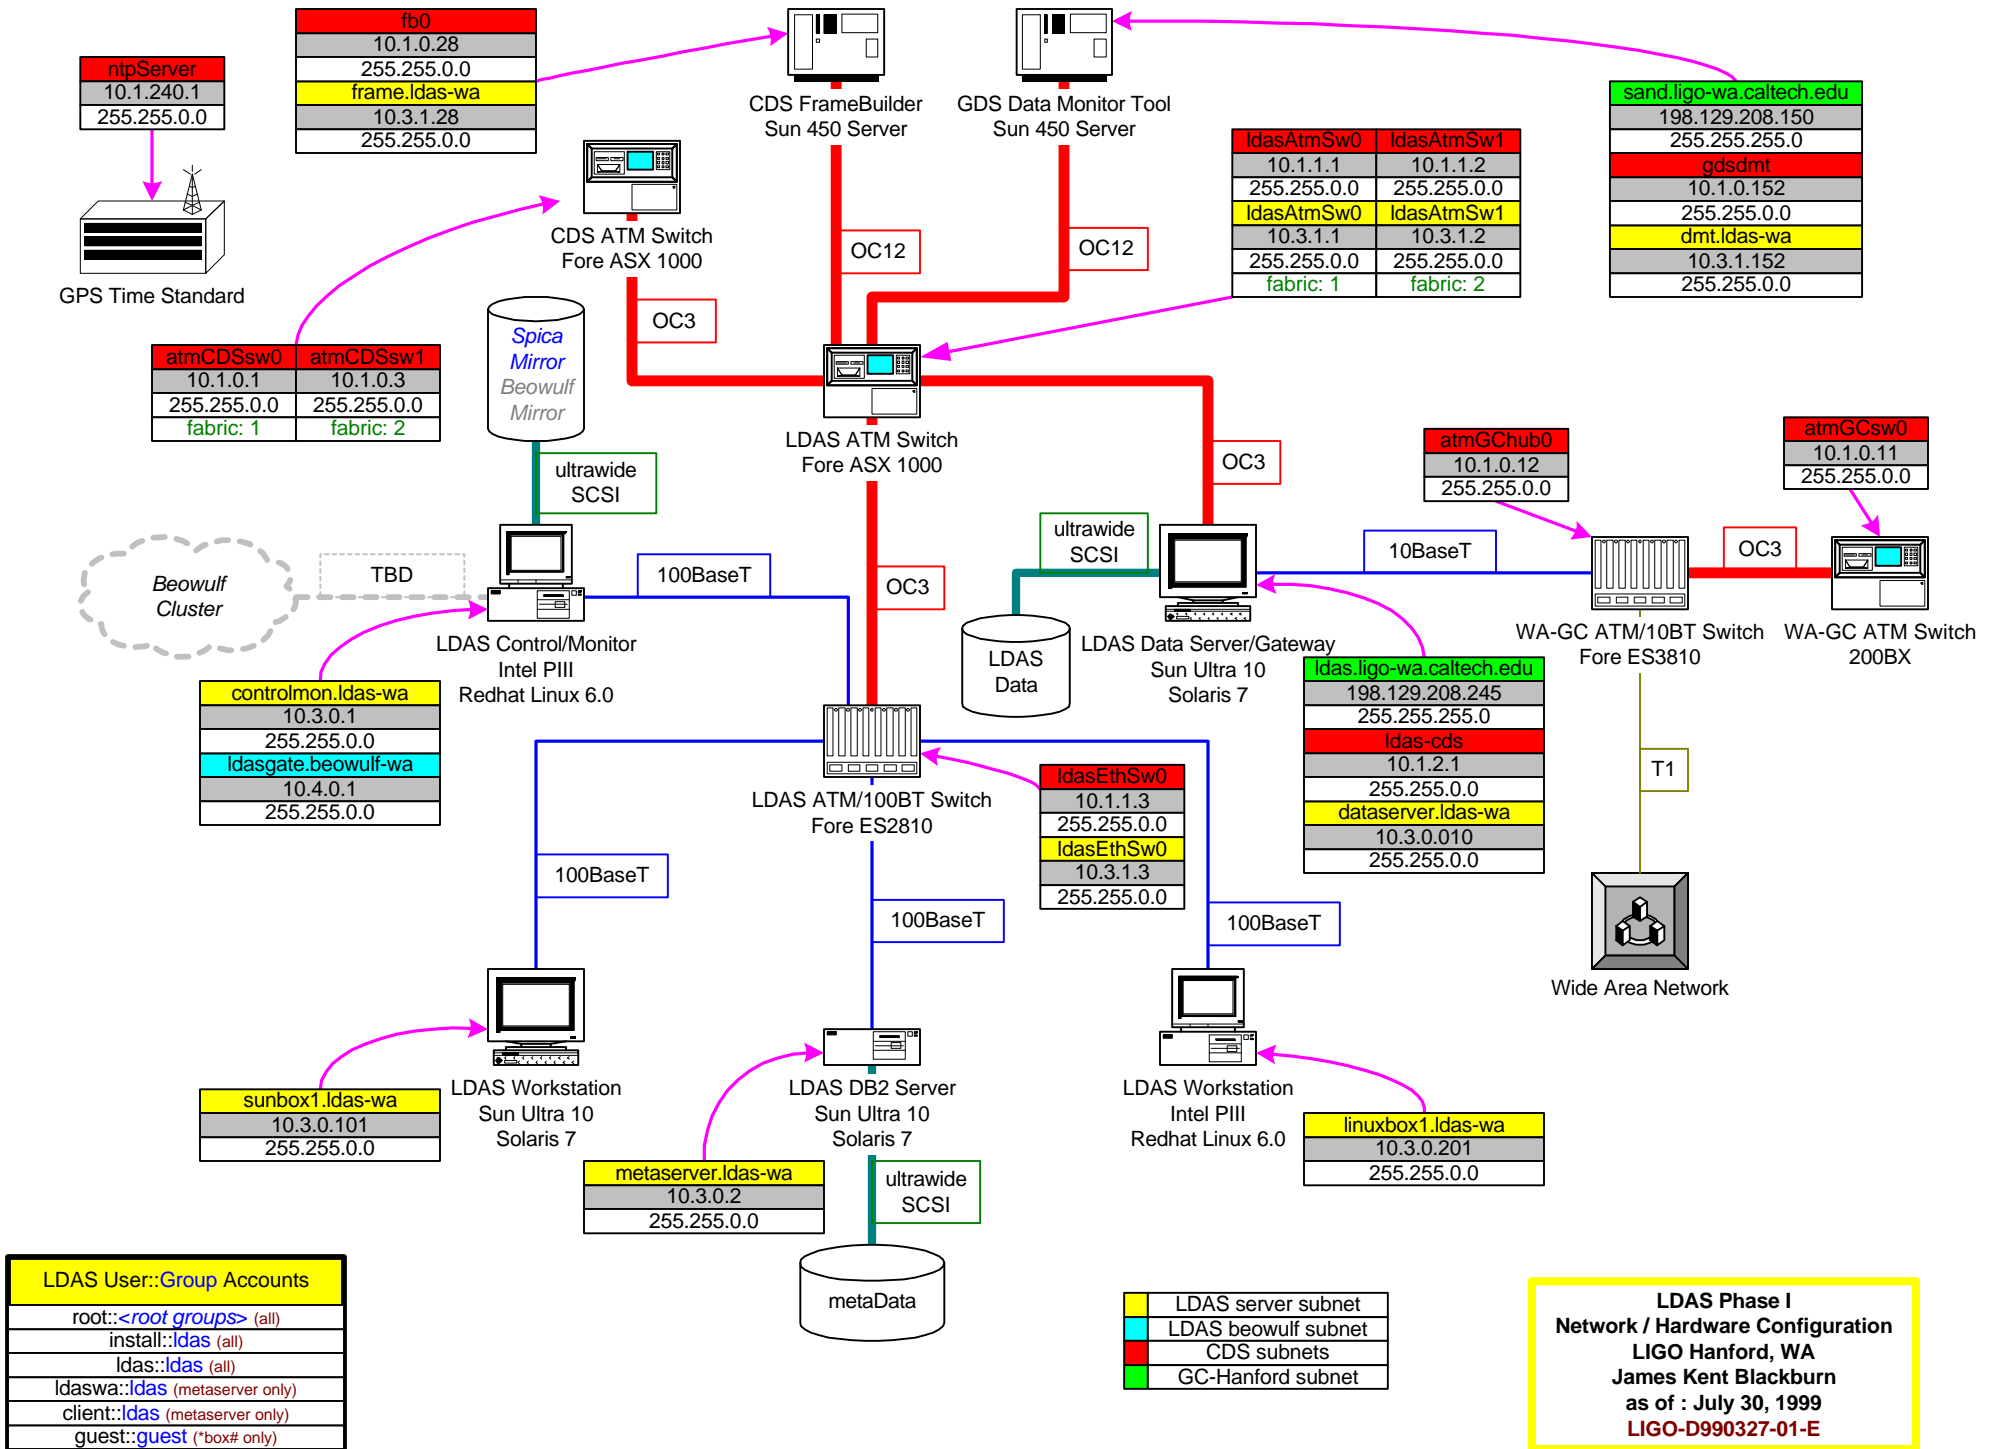 fb0
10.1.0.28
255.255.0.0
frame.ldas-wa
10.3.1.28
255.255.0.0
ntpServer
10.1.240.1
255.255.0.0
GPS Time Standard
CDS FrameBuilder
Sun 450 Server
GDS Data Monitor Tool
Sun 450 Server
sand.ligo-wa.caltech.edu
198.129.208.150
255.255.255.0
gdsdmt
10.1.0.152
255.255.0.0
dmt.ldas-wa
10.3.1.152
255.255.0.0
ldasAtmSw0 ldasAtmSw1
10.1.1.1 10.1.1.2
255.255.0.0 255.255.0.0
ldasAtmSw0 ldasAtmSw1
10.3.1.1 10.3.1.2
255.255.0.0 255.255.0.0
fabric: 1 fabric: 2
CDS ATM Switch
Fore ASX 1000
OC12
OC12
OC3
atmCDSsw0 atmCDSsw1
10.1.0.1 10.1.0.3
255.255.0.0 255.255.0.0
fabric: 1 fabric: 2
Spica
Mirror
Beowulf
Mirror
ultrawide
SCSI
LDAS ATM Switch
Fore ASX 1000
OC3
atmGChub0
10.1.0.12
255.255.0.0
atmGCsw0
10.1.0.11
255.255.0.0
Beowulf
Cluster
TBD
100BaseT
OC3
ultrawide
SCSI
10BaseT
OC3
LDAS Control/Monitor
Intel PIII
Redhat Linux 6.0
LDAS
Data
LDAS Data Server/Gateway
Sun Ultra 10
Solaris 7
WA-GC ATM/10BT Switch
Fore ES3810
WA-GC ATM Switch
200BX
controlmon.ldas-wa
10.3.0.1
255.255.0.0
ldasgate.beowulf-wa
10.4.0.1
255.255.0.0
ldas.ligo-wa.caltech.edu
198.129.208.245
255.255.255.0
ldas-cds
10.1.2.1
255.255.0.0
dataserver.ldas-wa
10.3.0.010
255.255.0.0
T1
LDAS ATM/100BT Switch
Fore ES2810
ldasEthSw0
10.1.1.3
255.255.0.0
ldasEthSw0
10.3.1.3
255.255.0.0
100BaseT
100BaseT
100BaseT
Wide Area Network
LDAS Workstation
Sun Ultra 10
Solaris 7
LDAS DB2 Server
Sun Ultra 10
Solaris 7
LDAS Workstation
Intel PIII
Redhat Linux 6.0
sunbox1.ldas-wa
10.3.0.101
255.255.0.0
metaserver.ldas-wa
10.3.0.2
255.255.0.0
linuxbox1.ldas-wa
10.3.0.201
255.255.0.0
ultrawide
SCSI
metaData
LDAS User::Group Accounts
root::<root groups> (all)
install::ldas (all)
ldas::ldas (all)
ldaswa::ldas (metaserver only)
client::ldas (metaserver only)
guest::guest (*box# only)
LDAS server subnet
LDAS beowulf subnet
CDS subnets
GC-Hanford subnet
LDAS Phase I
Network / Hardware Configuration
LIGO Hanford, WA
James Kent Blackburn
as of : July 30, 1999
LIGO-D990327-01-E